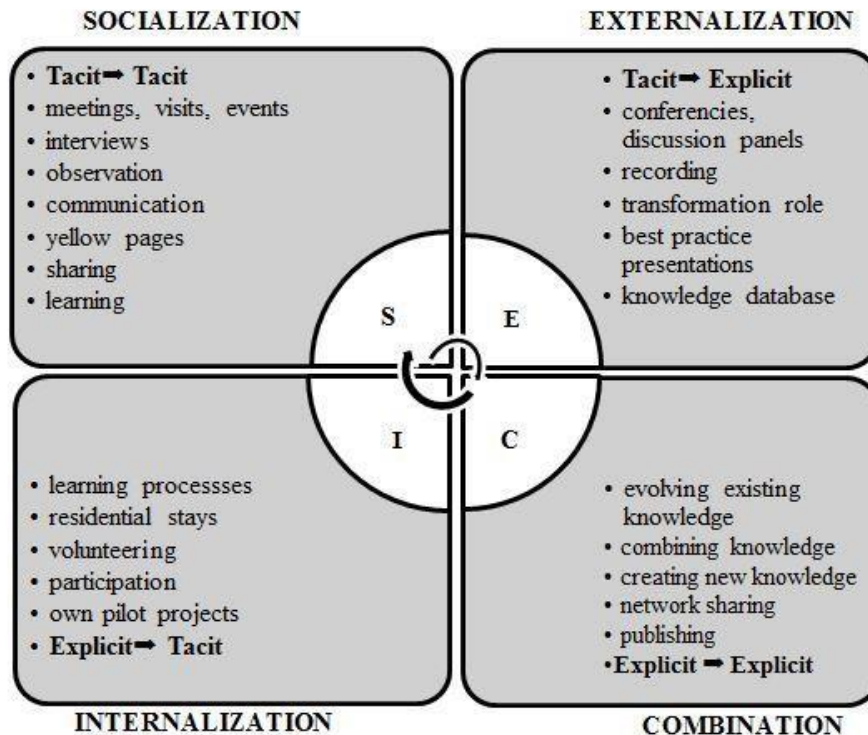 SOCIALIZATION
• Tacit➡ Tacit
• meetings, visits, events
• interviews
• observation
• communication
• yellow pages
• sharing
• learning
EXTERNALIZATION
• Tacit➡ Explicit
• conferencies,
discussion panels
• recording
• transformation role
• best practice
presentations
• knowledge database
S
E
I
C
• learning processses
• residential stays
• volunteering
• participation
• own pilot projects
• Explicit➡ Tacit
INTERNALIZATION
• evolving existing
knowledge
• combining knowledge
• creating new knowledge
• network sharing
• publishing
•Explicit ➡ Explicit
COMBINATION